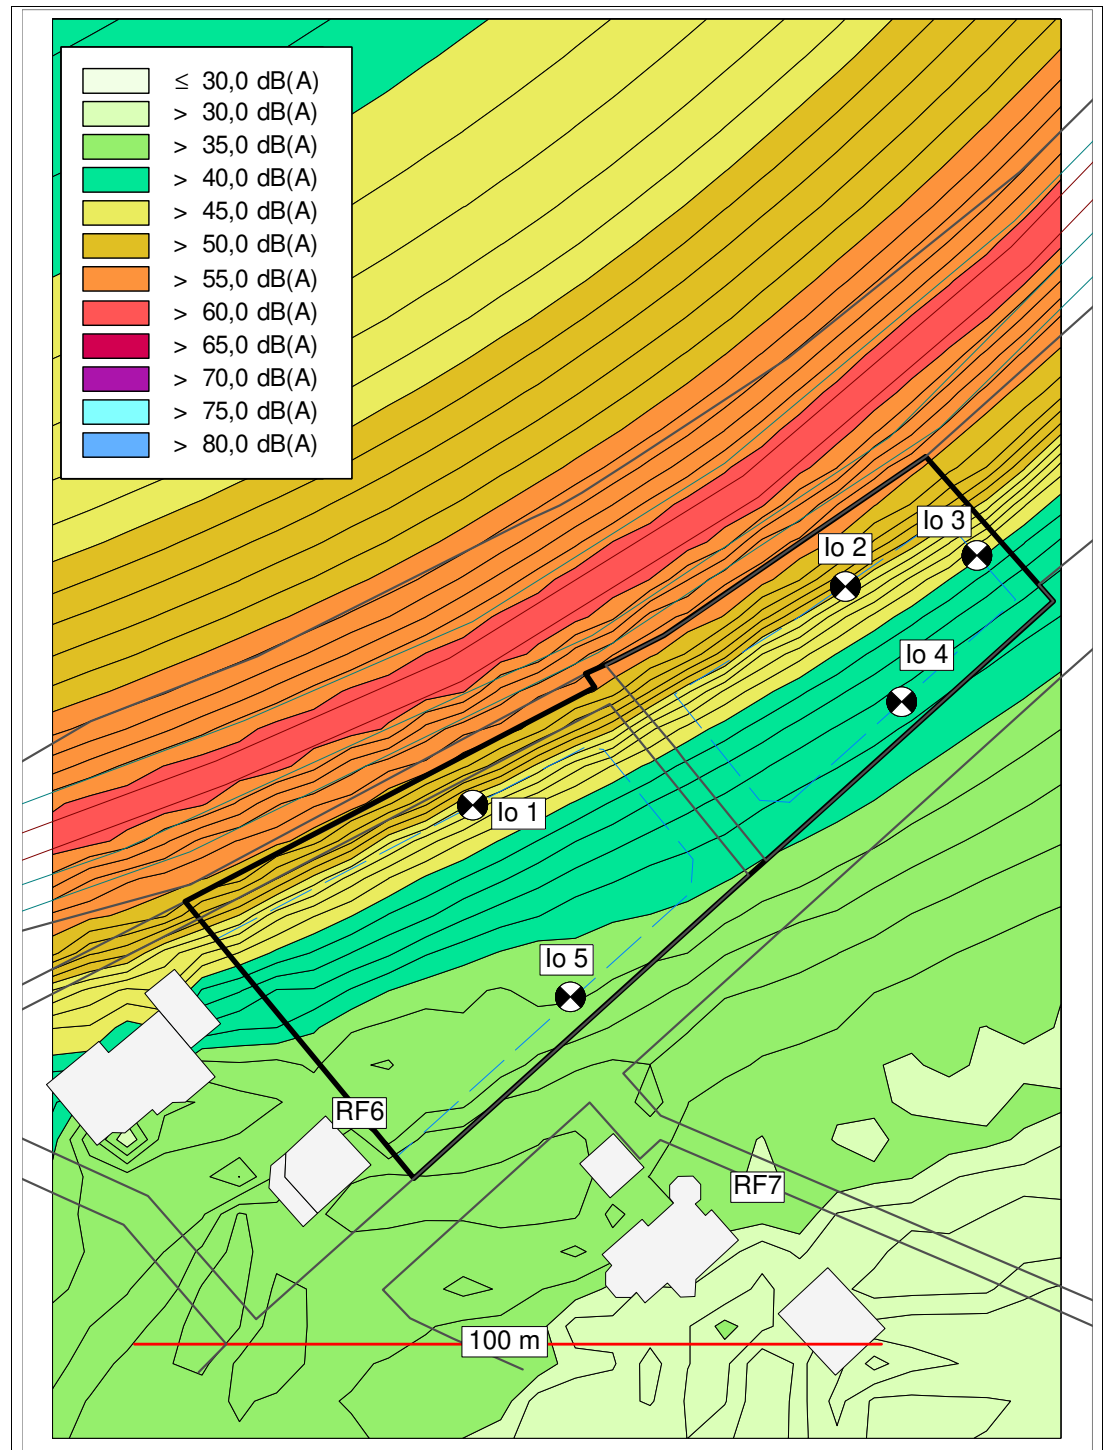 ≤ 30,0 dB(A)
> 30,0 dB(A)
> 35,0 dB(A)
> 40,0 dB(A)
> 45,0 dB(A)
> 50,0 dB(A)
> 55,0 dB(A)
> 60,0 dB(A)
> 65,0 dB(A)
> 70,0 dB(A)
> 75,0 dB(A)
> 80,0 dB(A)
Io 3
Io 2
Io 4
Io 1
Io 5
RF6
RF7
100 m